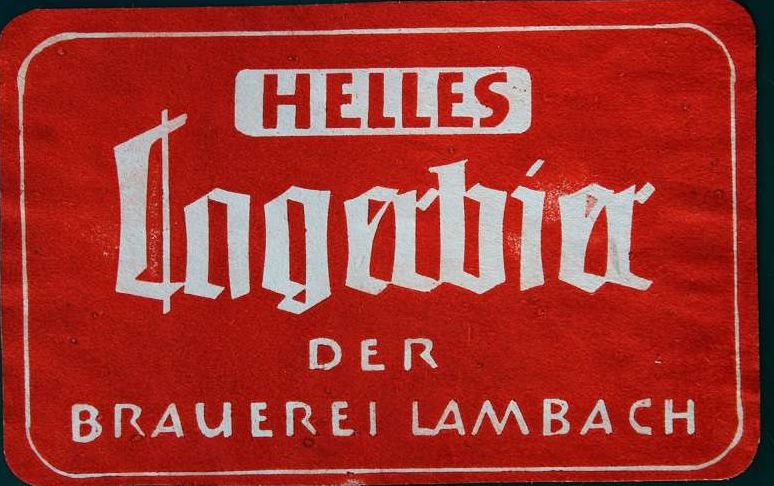 HELLES
Lagerbier
DER
BRAUEREI LAMBACH